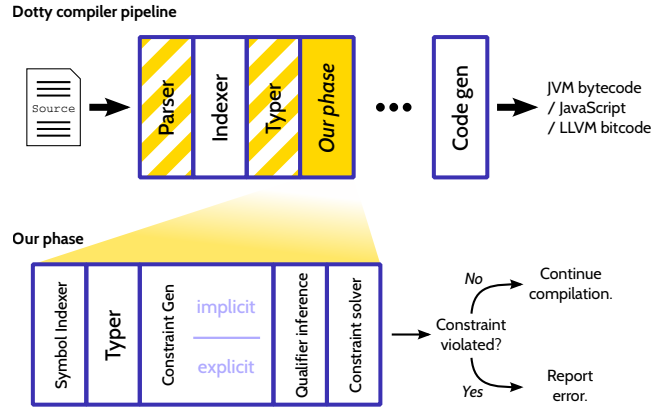 Dotty compiler pipeline
Source
Parser
Indexer
Typer
Our phase
Code gen
JVM bytecode
/ JavaScript
/ LLVM bitcode
Our phase
Symbol Indexer
Typer
Constraint Gen
implicit
explicit
Qualifier inference
Constraint solver
Constraint
violated?
No
Continue
compilation.
Yes
Report
error.